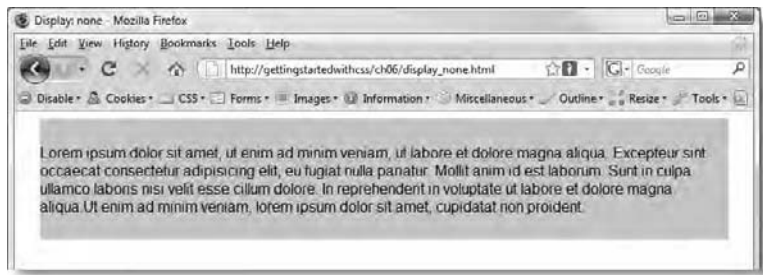 Display: none - Mozilla Firefox
File Edit View History Bookmarks Tools Help
http://gettingstartedwithcss/ch06/display_none.html Google
Disable Cookies CSS Forms Images Information Miscellaneous Outline Resize Tools
Lorem ipsum dolor sit amet, ut enim ad minim veniam, ut labore et dolore magna aliqua. Excepteur sint
occaecat consectetur adipisicing elit, eu fugiat nulla pariatur. Mollit anim id est laborum. Sunt in culpa
ullamco laboris nisi velit esse cillum dolore. In reprehenderit in voluptate ut labore et dolore magna
aliqua.Ut enim ad minim veniam, lorem ipsum dolor sit amet, cupidatat non proident.